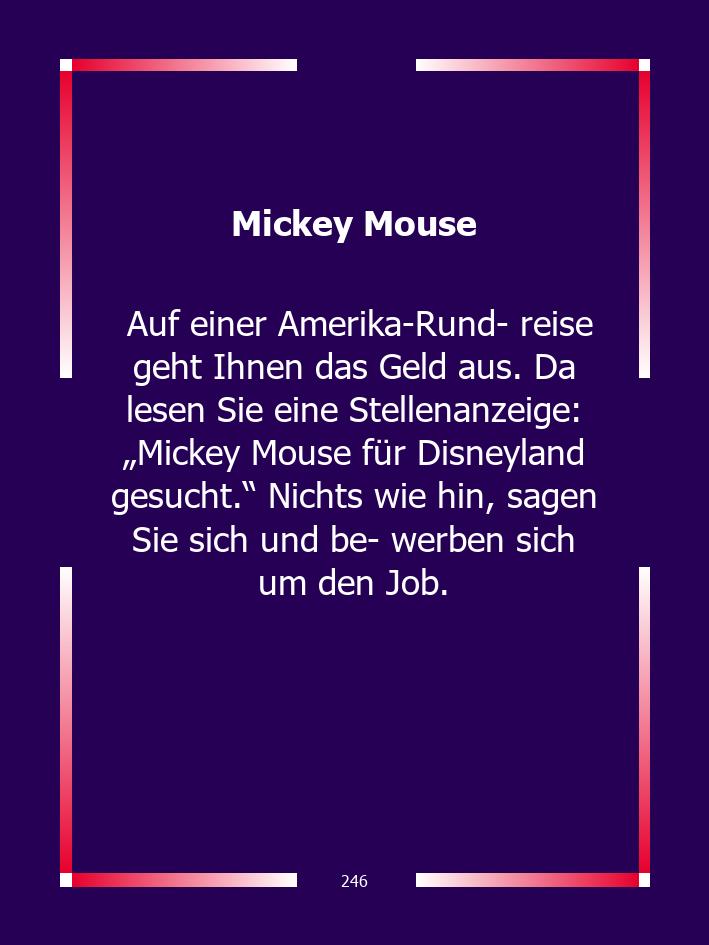 Mickey Mouse
Auf einer Amerika-Rund- reise
geht Ihnen das Geld aus. Da
lesen Sie eine Stellenanzeige:
„Mickey Mouse für Disneyland
gesucht.“ Nichts wie hin, sagen
Sie sich und be- werben sich
um den Job.
246